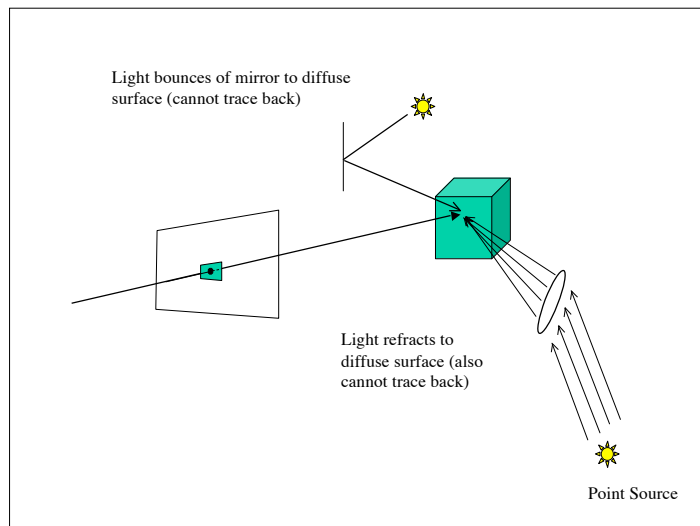 Light bounces of mirror to diffuse
surface (cannot trace back)
Light refracts to
diffuse surface (also
cannot trace back)
Point Source